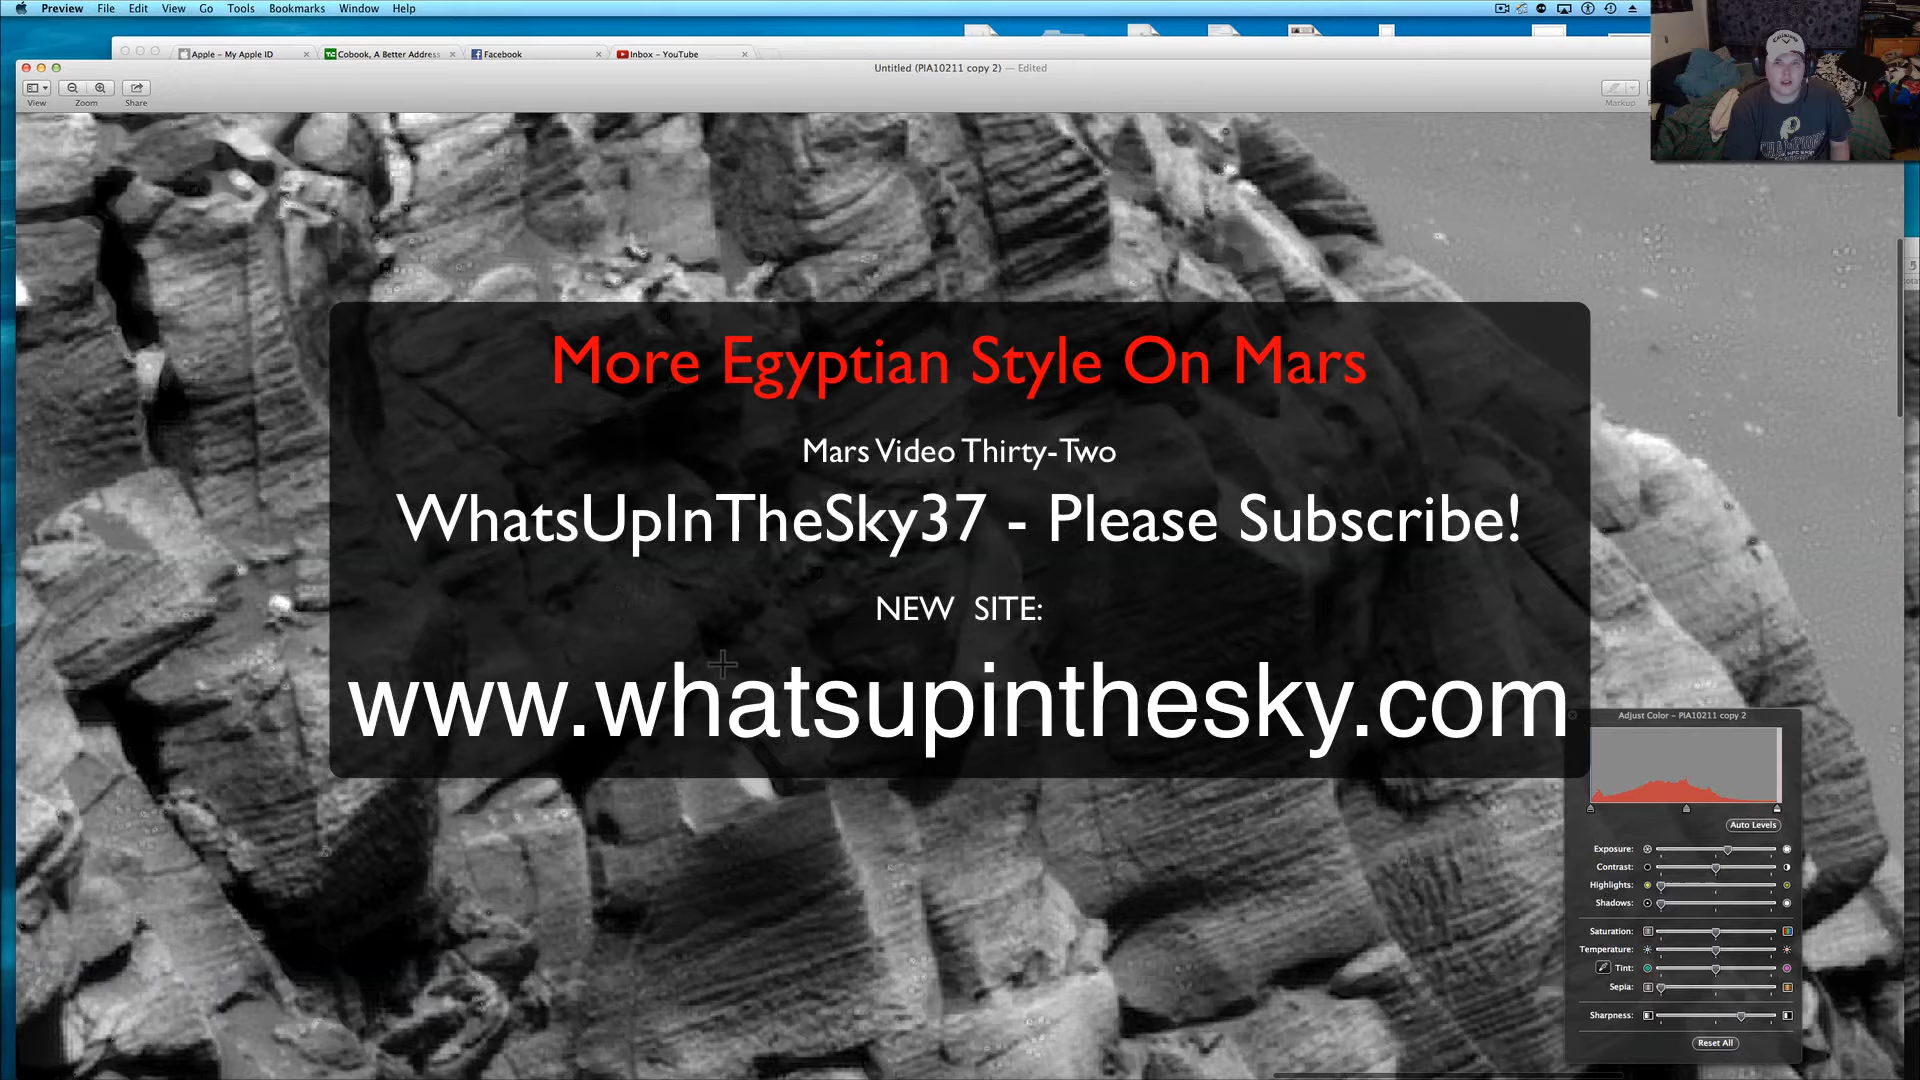 Preview File Edit View Go Tools Bookmarks Window Help
Apple – My Apple ID
Cobook, A Better Address
Facebook
Inbox – YouTube
Untitled (PIA10211 copy 2) — Edited
View
Zoom
Share
Markup
More Egyptian Style On Mars
Mars Video Thirty-Two
WhatsUpInTheSky37 - Please Subscribe!
NEW SITE:
www.whatsupinthesky.com
Adjust Color – PIA10211 copy 2
Auto Levels
Exposure:
Contrast:
Highlights:
Shadows:
Saturation:
Temperature:
Tint:
Sepia:
Sharpness:
Reset All